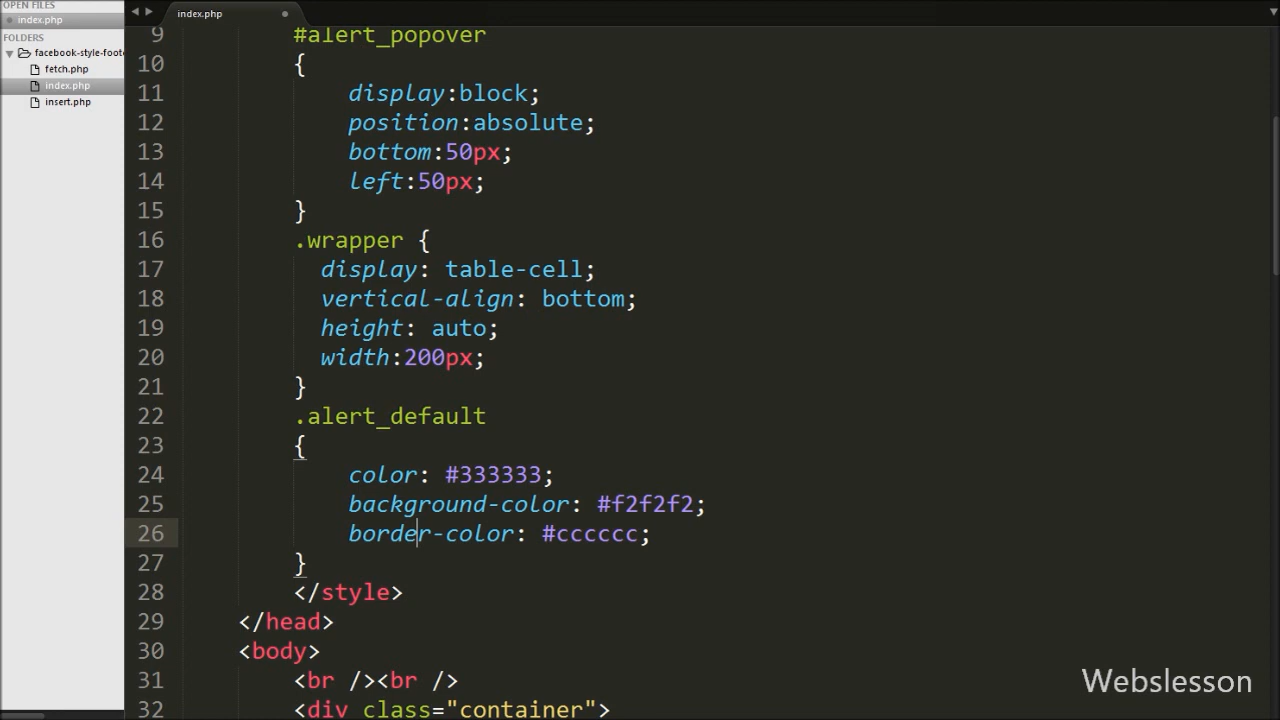 OPEN FILES
index.php
FOLDERS
facebook-style-foot
fetch.php
index.php
insert.php
index.php
9 #alert_popover
10 {
11 display:block;
12 position:absolute;
13 bottom:50px;
14 left:50px;
15 }
16 .wrapper {
17 display: table-cell;
18 vertical-align: bottom;
19 height: auto;
20 width:200px;
21 }
22 .alert_default
23 {
24 color: #333333;
25 background-color: #f2f2f2;
26 border-color: #cccccc;
27 }
28 </style>
29 </head>
30 <body>
31 <br /><br />
32 <div class="container">
Webslesson